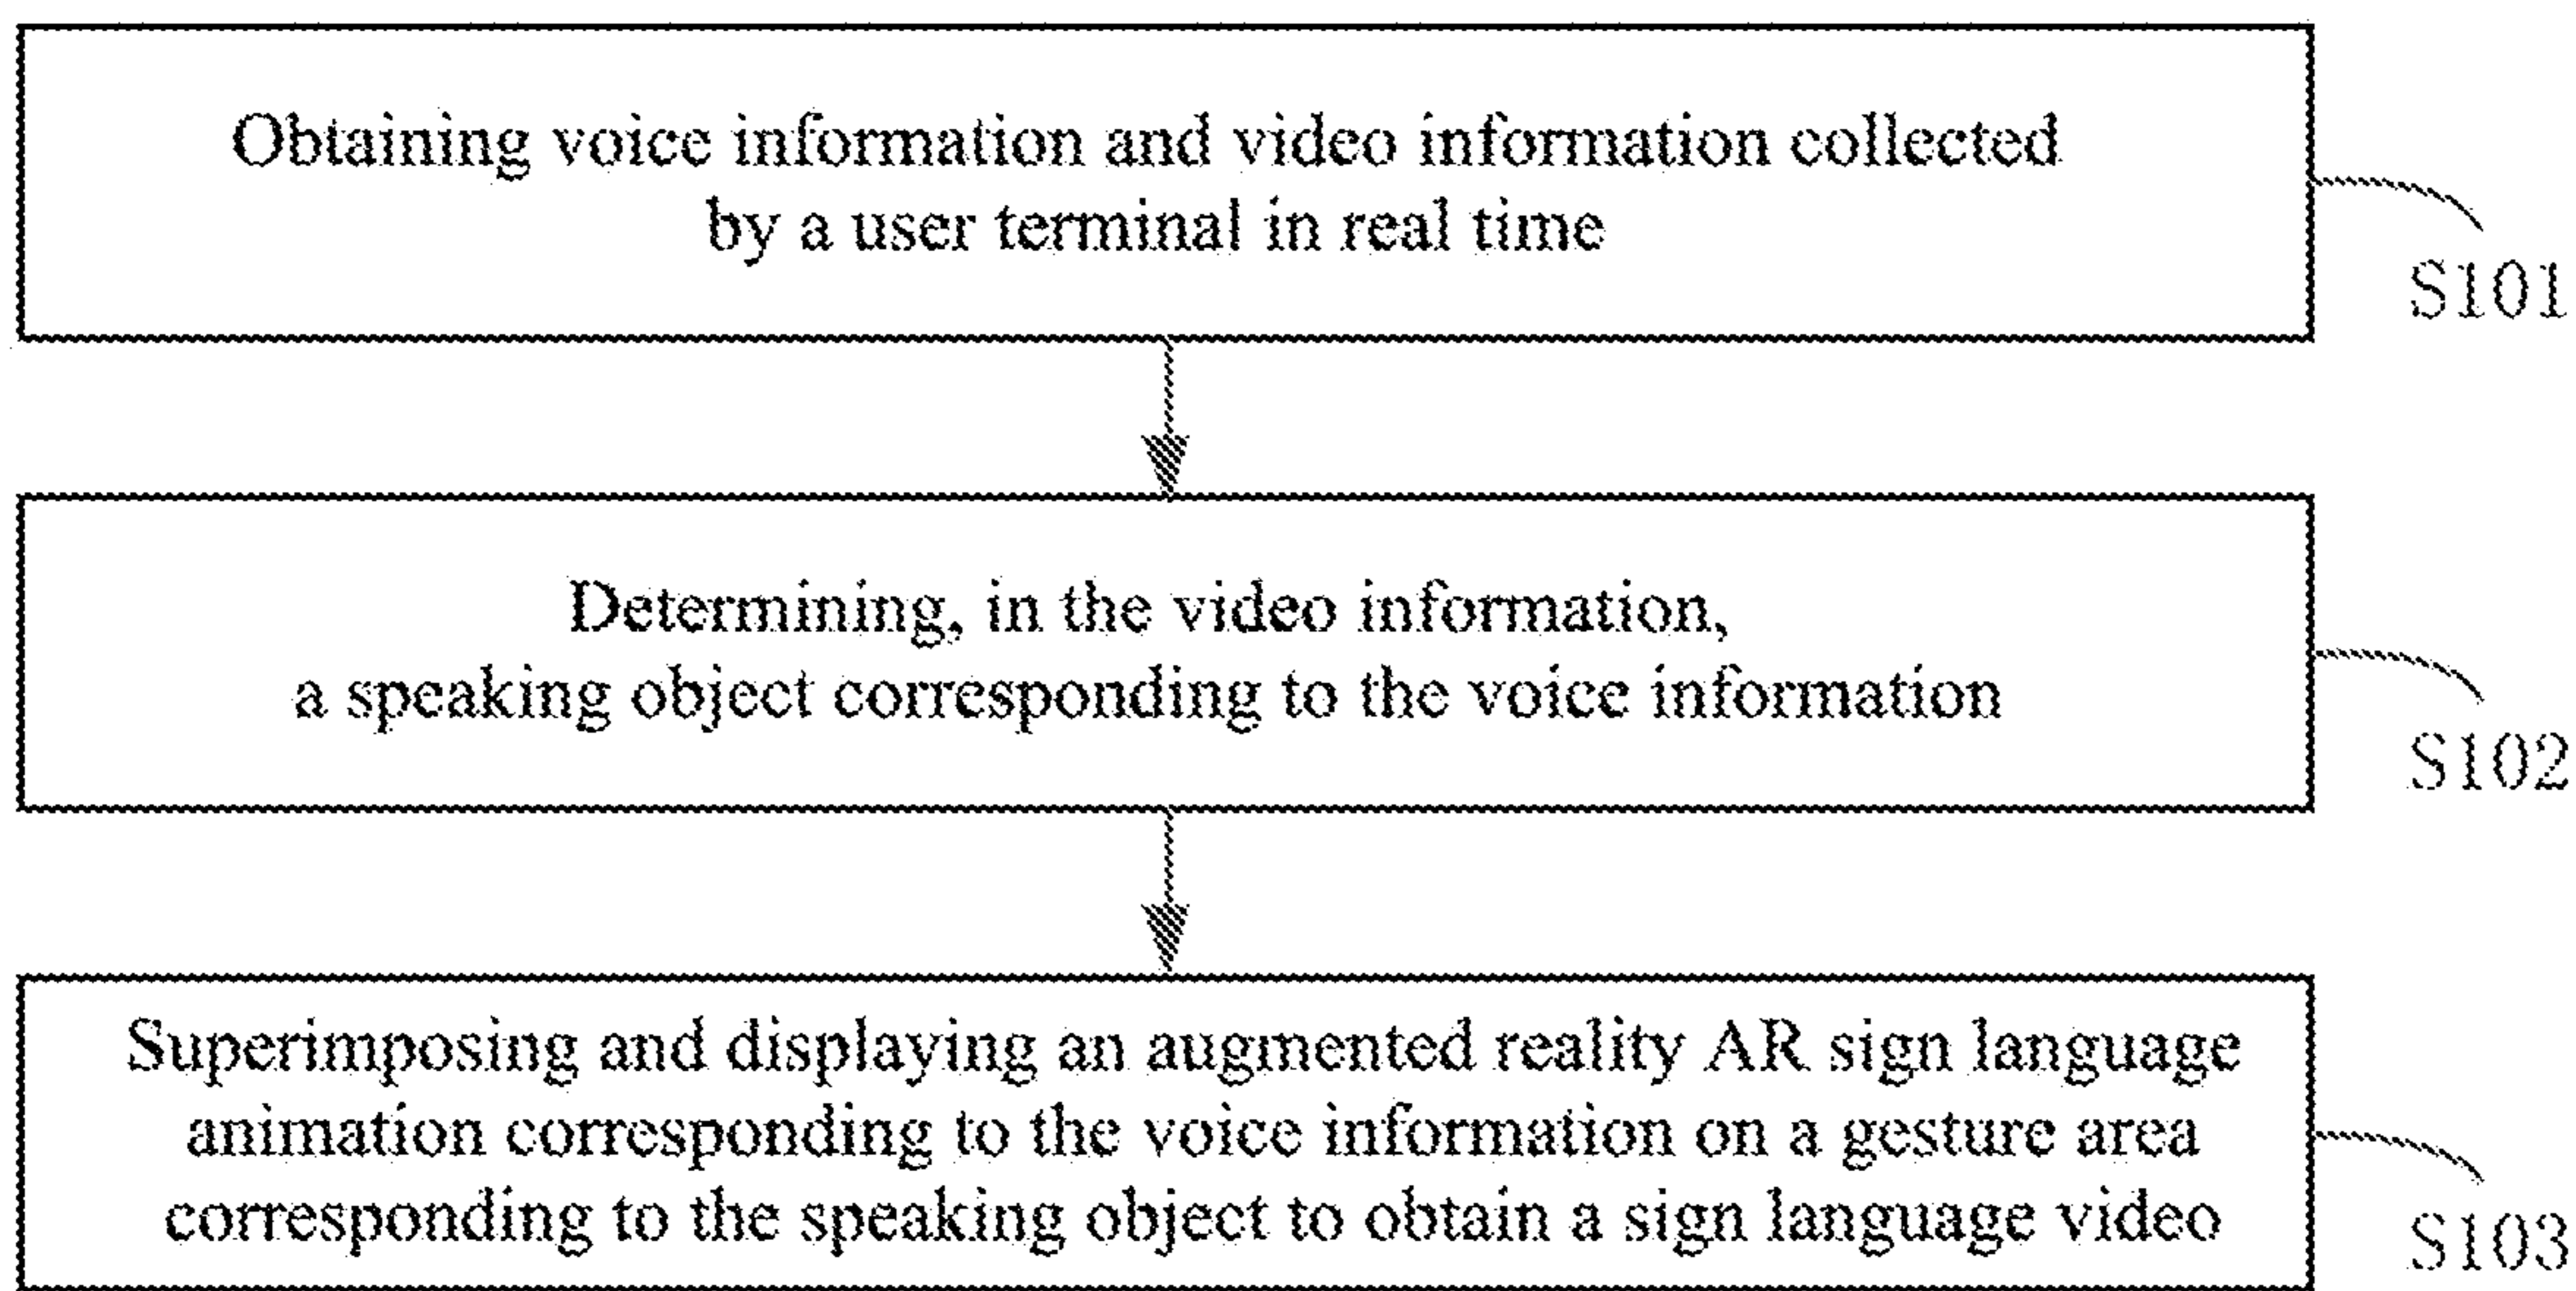 Obtaining voice information and video information collected
by a user terminal in real time
S101
Determining, in the video information,
a speaking object corresponding to the voice information
S102
Superimposing and displaying an augmented reality AR sign language
animation corresponding to the voice information on a gesture area
corresponding to the speaking object to obtain a sign language video
S103